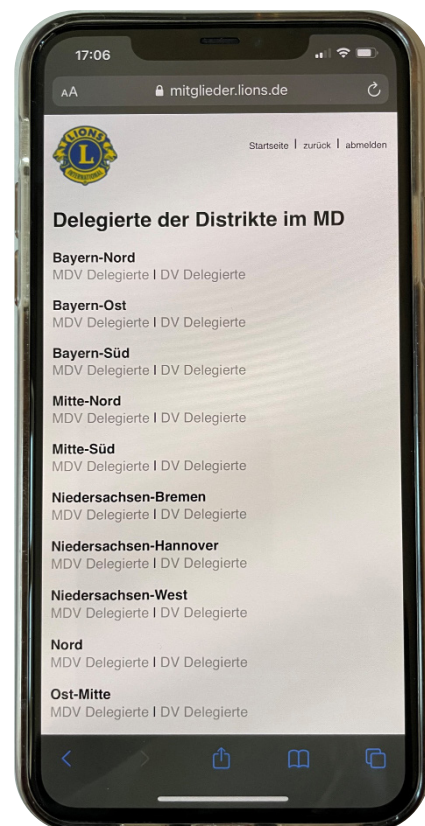 17:06
AA mitglieder.lions.de
LIONS
L
INTERNATIONAL
Startseite | zurück | abmelden
Delegierte der Distrikte im MD
Bayern-Nord
MDV Delegierte | DV Delegierte
Bayern-Ost
MDV Delegierte | DV Delegierte
Bayern-Süd
MDV Delegierte | DV Delegierte
Mitte-Nord
MDV Delegierte | DV Delegierte
Mitte-Süd
MDV Delegierte | DV Delegierte
Niedersachsen-Bremen
MDV Delegierte | DV Delegierte
Niedersachsen-Hannover
MDV Delegierte | DV Delegierte
Niedersachsen-West
MDV Delegierte | DV Delegierte
Nord
MDV Delegierte | DV Delegierte
Ost-Mitte
MDV Delegierte | DV Delegierte